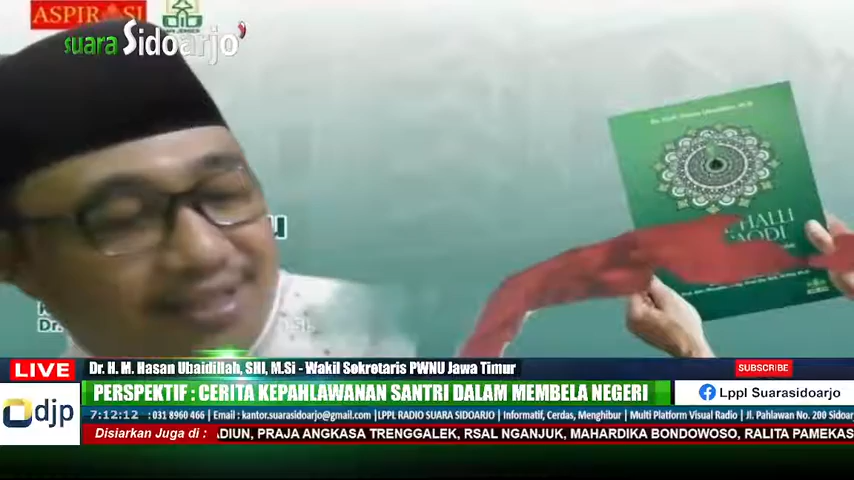 ASPIRASI
suara Sidoarjo
HALLI
AQDI
LIVE
Dr. H. M. Hasan Ubaidillah, SHI, M.Si - Wakil Sekretaris PWNU Jawa Timur
SUBSCRIBE
PERSPEKTIF : CERITA KEPAHLAWANAN SANTRI DALAM MEMBELA NEGERI
Lppl Suarasidoarjo
djp
7:12:12 : 031 8960 466 | Email : kantor.suarasidoarjo@gmail.com |LPPL RADIO SUARA SIDOARJO | Informatif, Cerdas, Menghibur | Multi Platform Visual Radio | Jl. Pahlawan No. 200 Sidoar
Disiarkan Juga di : ADIUN, PRAJA ANGKASA TRENGGALEK, RSAL NGANJUK, MAHARDIKA BONDOWOSO, RALITA PAMEKAS